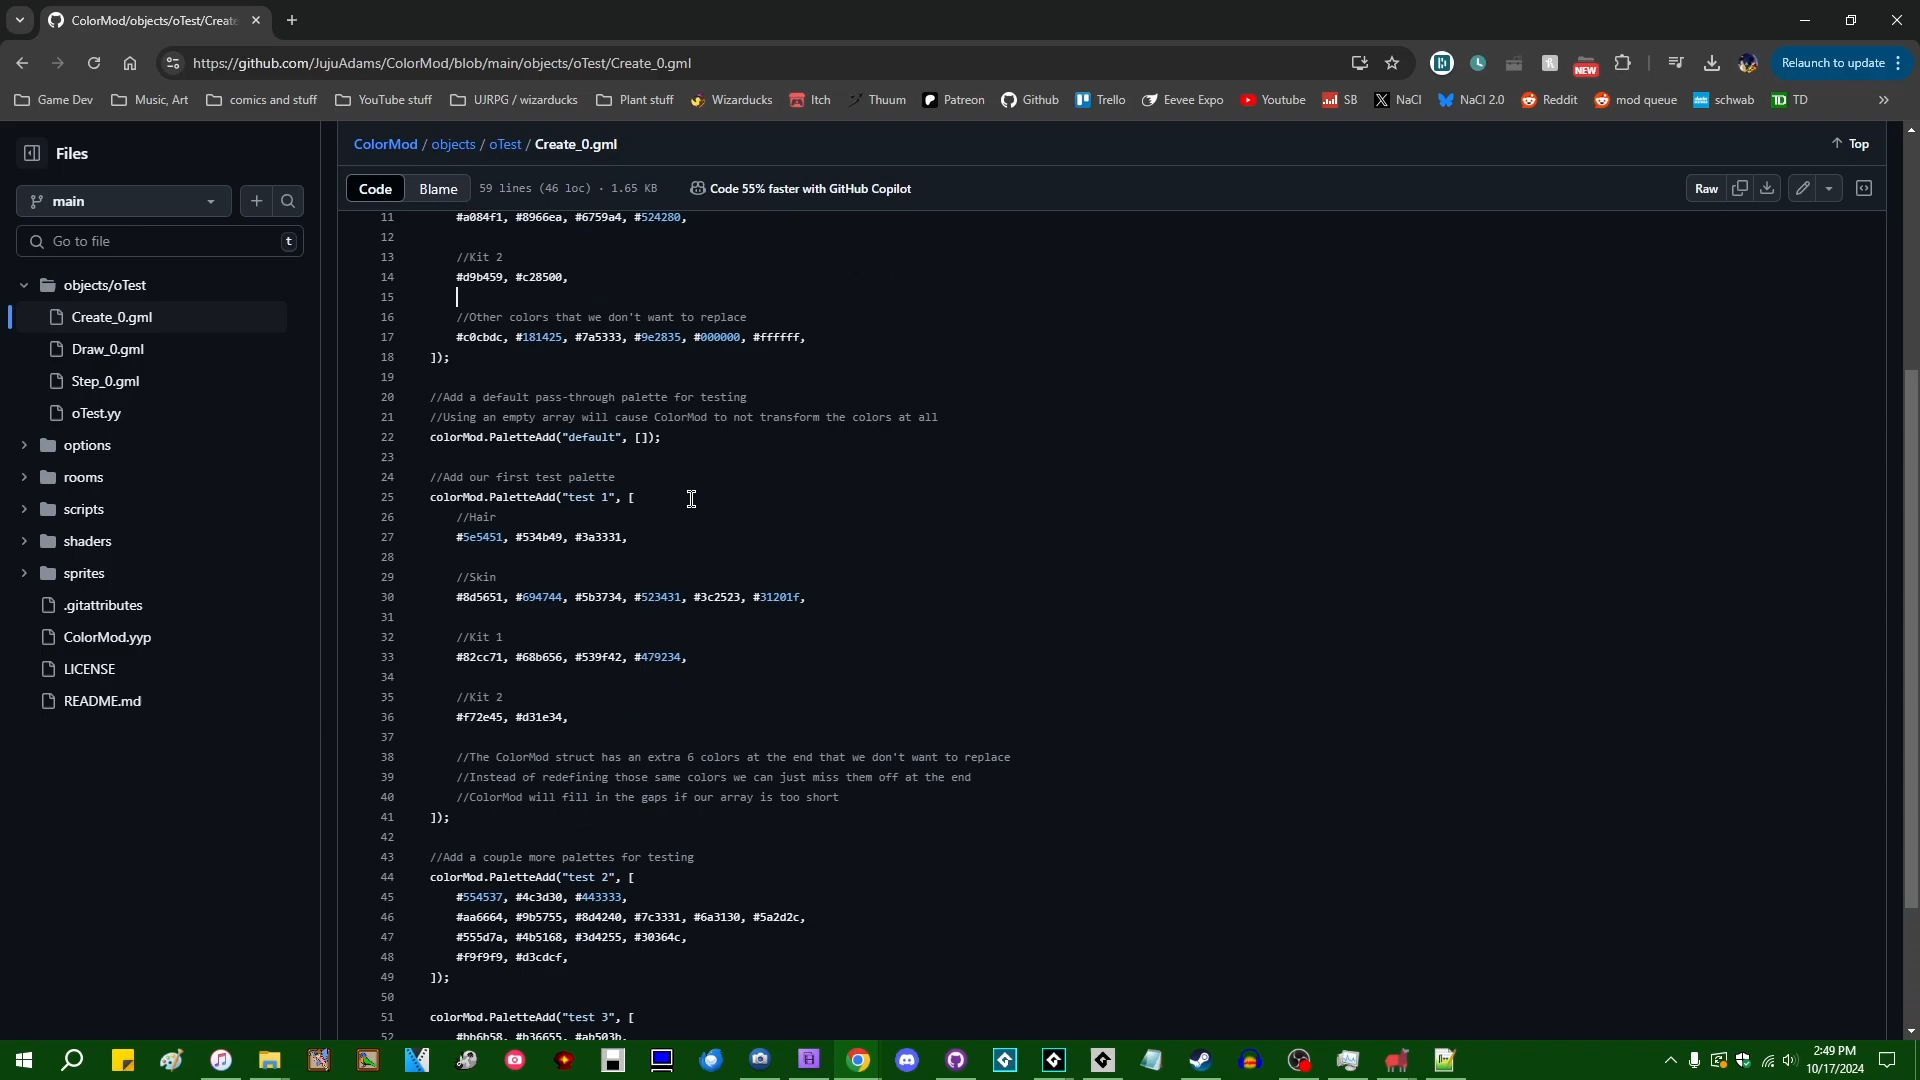 ColorMod/objects/oTest/Create
https://github.com/JujuAdams/ColorMod/blob/main/objects/oTest/Create_0.gml
NEW
Relaunch to update
Game Dev
Music, Art
comics and stuff
YouTube stuff
UJRPG / wizarducks
Plant stuff
Wizarducks
Itch
Thuum
Patreon
Github
Trello
Eevee Expo
Youtube
SB
NaCl
NaCl 2.0
Reddit
mod queue
schwab
TD
Files
main
Go to file
t
objects/oTest
Create_0.gml
Draw_0.gml
Step_0.gml
oTest.yy
options
rooms
scripts
shaders
sprites
.gitattributes
ColorMod.yyp
LICENSE
README.md
ColorMod / objects / oTest / Create_0.gml
Top
Code
Blame
59 lines (46 loc) · 1.65 KB
Code 55% faster with GitHub Copilot
Raw
11 #a084f1, #8966ea, #6759a4, #524280,
12
13 //Kit 2
14 #d9b459, #c28500,
15
16 //Other colors that we don't want to replace
17 #c0cbdc, #181425, #7a5333, #9e2835, #000000, #ffffff,
18 ]);
19
20 //Add a default pass-through palette for testing
21 //Using an empty array will cause ColorMod to not transform the colors at all
22 colorMod.PaletteAdd("default", []);
23
24 //Add our first test palette
25 colorMod.PaletteAdd("test 1", [
26 //Hair
27 #5e5451, #534b49, #3a3331,
28
29 //Skin
30 #8d5651, #694744, #5b3734, #523431, #3c2523, #31201f,
31
32 //Kit 1
33 #82cc71, #68b656, #539f42, #479234,
34
35 //Kit 2
36 #f72e45, #d31e34,
37
38 //The ColorMod struct has an extra 6 colors at the end that we don't want to replace
39 //Instead of redefining those same colors we can just miss them off at the end
40 //ColorMod will fill in the gaps if our array is too short
41 ]);
42
43 //Add a couple more palettes for testing
44 colorMod.PaletteAdd("test 2", [
45 #554537, #4c3d30, #443333,
46 #aa6664, #9b5755, #8d4240, #7c3331, #6a3130, #5a2d2c,
47 #555d7a, #4b5168, #3d4255, #30364c,
48 #f9f9f9, #d3cdcf,
49 ]);
50
51 colorMod.PaletteAdd("test 3", [
52 #bb6b58, #b36655, #ab503b,
2:49 PM
10/17/2024